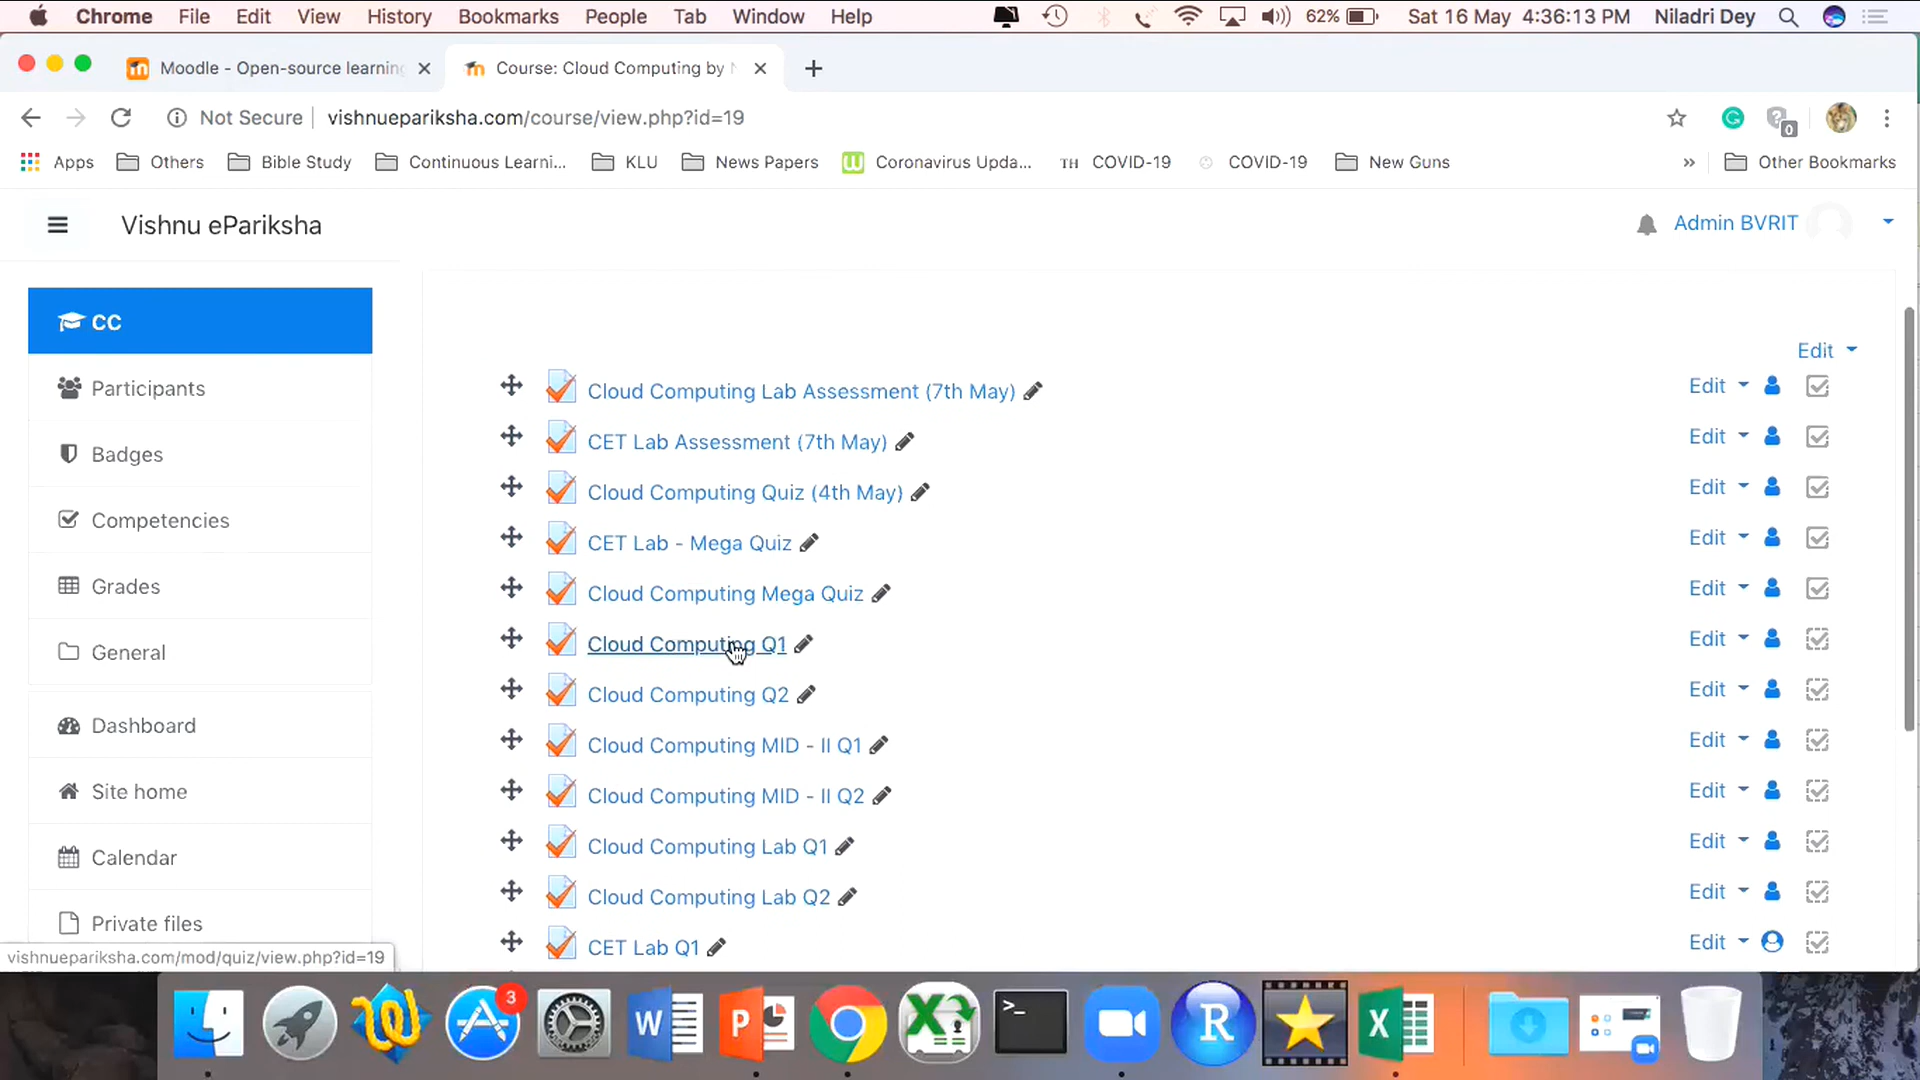 Chrome File Edit View History Bookmarks People Tab Window Help 62% Sat 16 May 4:36:13 PM Niladri Dey
Moodle - Open-source learning Course: Cloud Computing by N
Not Secure vishnuepariksha.com/course/view.php?id=19 0
Apps Others Bible Study Continuous Learni... KLU News Papers Coronavirus Upda... TH COVID-19 COVID-19 New Guns » Other Bookmarks
Vishnu ePariksha Admin BVRIT
CC
Participants
Badges
Competencies
Grades
General
Dashboard
Site home
Calendar
Private files
Edit
Cloud Computing Lab Assessment (7th May) Edit
CET Lab Assessment (7th May) Edit
Cloud Computing Quiz (4th May) Edit
CET Lab - Mega Quiz Edit
Cloud Computing Mega Quiz Edit
Cloud Computing Q1 Edit
Cloud Computing Q2 Edit
Cloud Computing MID - II Q1 Edit
Cloud Computing MID - II Q2 Edit
Cloud Computing Lab Q1 Edit
Cloud Computing Lab Q2 Edit
CET Lab Q1 Edit
vishnuepariksha.com/mod/quiz/view.php?id=19
3
W P X >_ R X